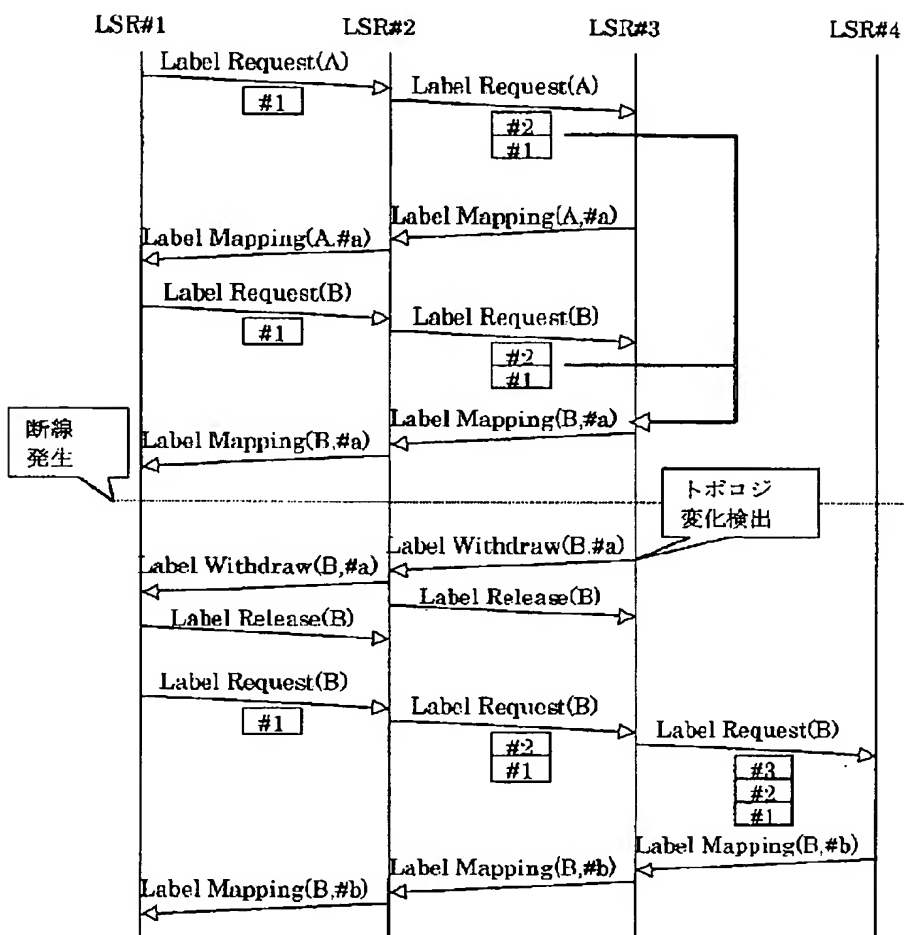 LSR#1 LSR#2 LSR#3 LSR#4
Label Request(A)
#1
Label Request(A)
#2
#1
Label Mapping(A,#a)
Label Mapping(A.#a)
Label Request(B)
#1
Label Request(B)
#2
#1
Label Mapping(B,#a)
Label Mapping(B,#a)
断線
発生
トポロジ
変化検出
Label Withdraw(B.#a)
Label Withdraw(B,#a)
Label Release(B)
Label Release(B)
Label Request(B)
#1
Label Request(B)
#2
#1
Label Request(B)
#3
#2
#1
Label Mapping(B,#b)
Label Mapping(B,#b)
Label Mapping(B,#b)